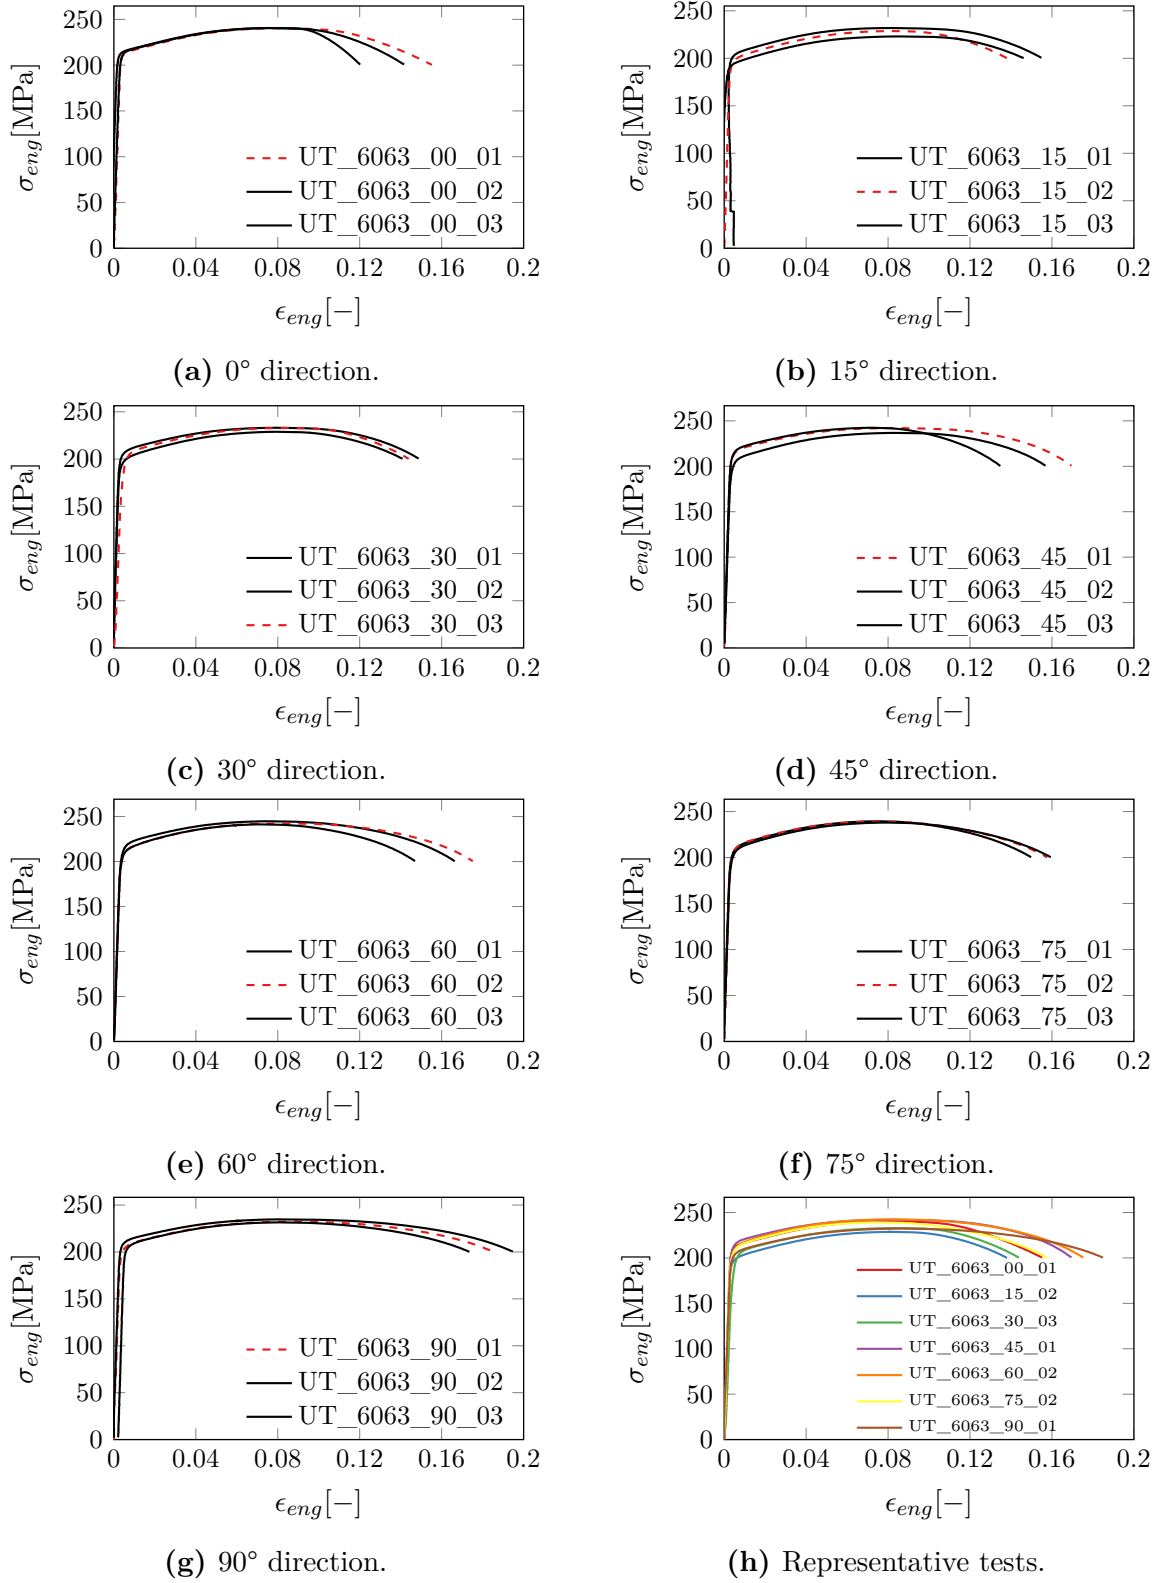 0
50
100
150
200
250
0
0.04
0.08
0.12
0.16
0.2
σeng[MPa]
ϵeng[−]
UT_6063_00_01
UT_6063_00_02
UT_6063_00_03
(a) 0° direction.
0
50
100
150
200
250
0
0.04
0.08
0.12
0.16
0.2
σeng[MPa]
ϵeng[−]
UT_6063_15_01
UT_6063_15_02
UT_6063_15_03
(b) 15° direction.
0
50
100
150
200
250
0
0.04
0.08
0.12
0.16
0.2
σeng[MPa]
ϵeng[−]
UT_6063_30_01
UT_6063_30_02
UT_6063_30_03
(c) 30° direction.
0
50
100
150
200
250
0
0.04
0.08
0.12
0.16
0.2
σeng[MPa]
ϵeng[−]
UT_6063_45_01
UT_6063_45_02
UT_6063_45_03
(d) 45° direction.
0
50
100
150
200
250
0
0.04
0.08
0.12
0.16
0.2
σeng[MPa]
ϵeng[−]
UT_6063_60_01
UT_6063_60_02
UT_6063_60_03
(e) 60° direction.
0
50
100
150
200
250
0
0.04
0.08
0.12
0.16
0.2
σeng[MPa]
ϵeng[−]
UT_6063_75_01
UT_6063_75_02
UT_6063_75_03
(f) 75° direction.
0
50
100
150
200
250
0
0.04
0.08
0.12
0.16
0.2
σeng[MPa]
ϵeng[−]
UT_6063_90_01
UT_6063_90_02
UT_6063_90_03
(g) 90° direction.
0
50
100
150
200
250
0
0.04
0.08
0.12
0.16
0.2
σeng[MPa]
ϵeng[−]
UT_6063_00_01
UT_6063_15_02
UT_6063_30_03
UT_6063_45_01
UT_6063_60_02
UT_6063_75_02
UT_6063_90_01
(h) Representative tests.